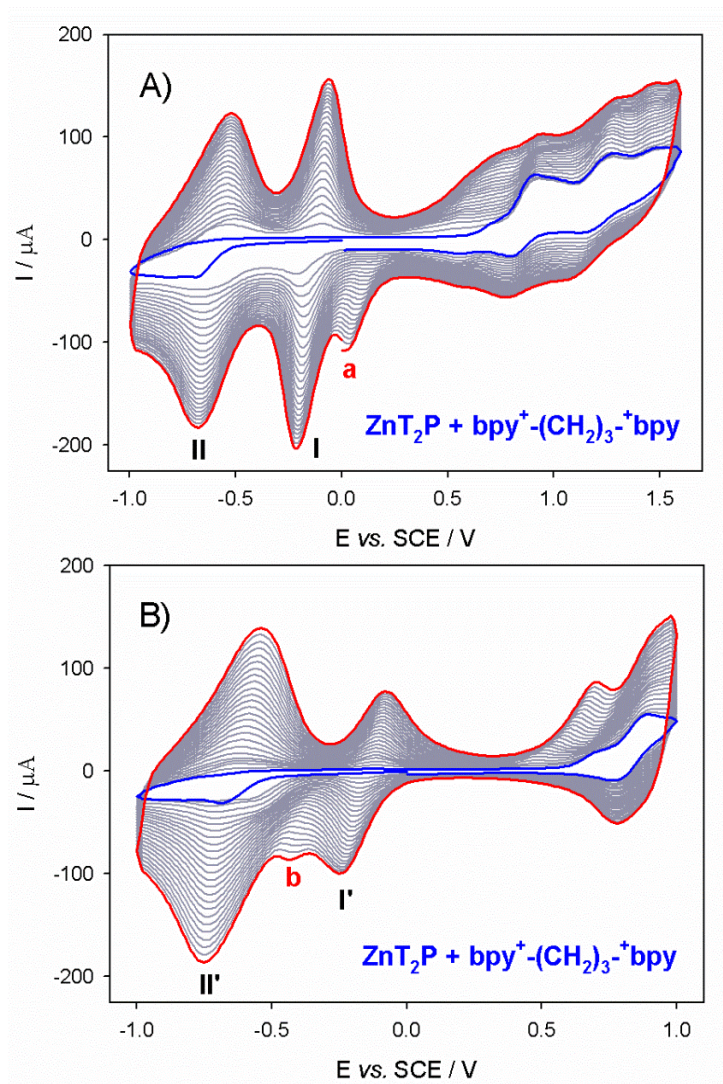 A)
200
100
0
-100
-200
I / µA
a
II
I
ZnT₂P + bpy⁺-(CH₂)₃-⁺bpy
-1.0 -0.5 0.0 0.5 1.0 1.5
E vs. SCE / V
B)
200
100
0
-100
-200
I / µA
b
I'
II'
ZnT₂P + bpy⁺-(CH₂)₃-⁺bpy
-1.0 -0.5 0.0 0.5 1.0
E vs. SCE / V